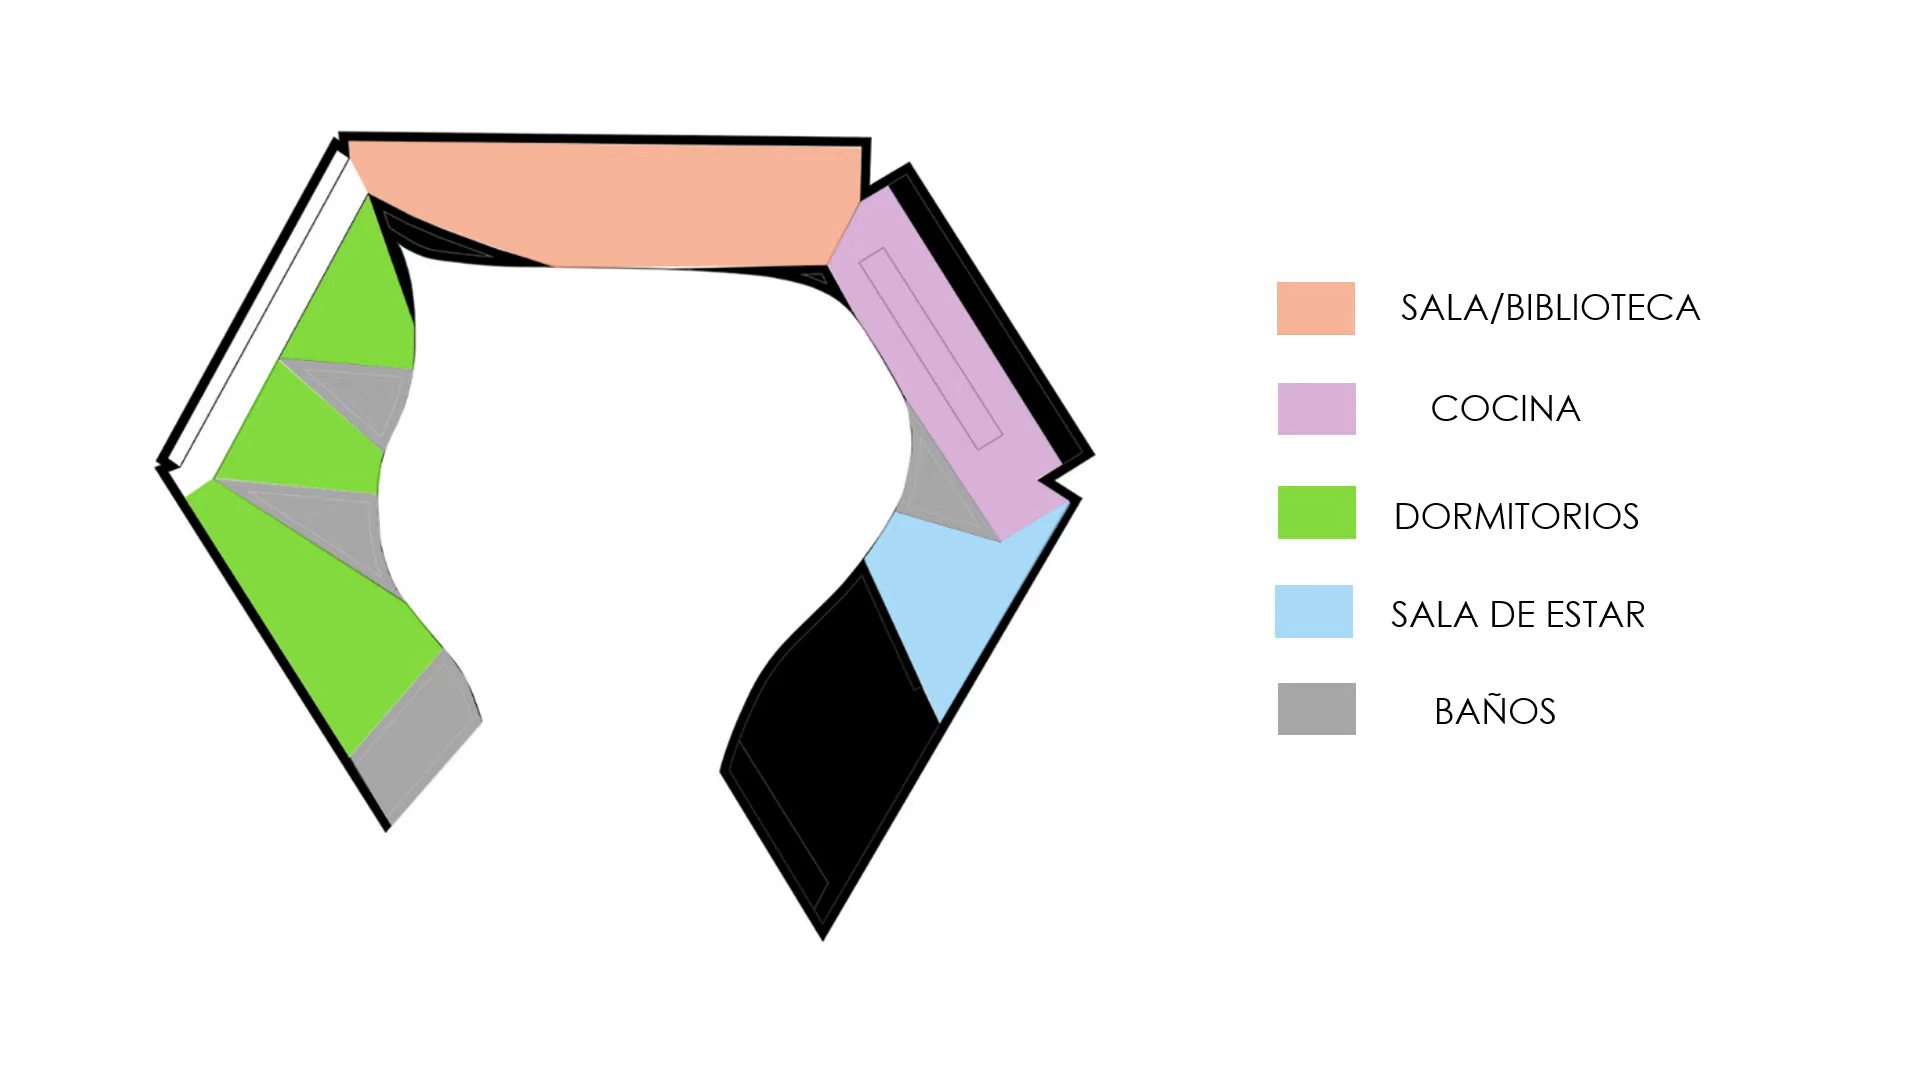 SALA/BIBLIOTECA
COCINA
DORMITORIOS
SALA DE ESTAR
BAÑOS